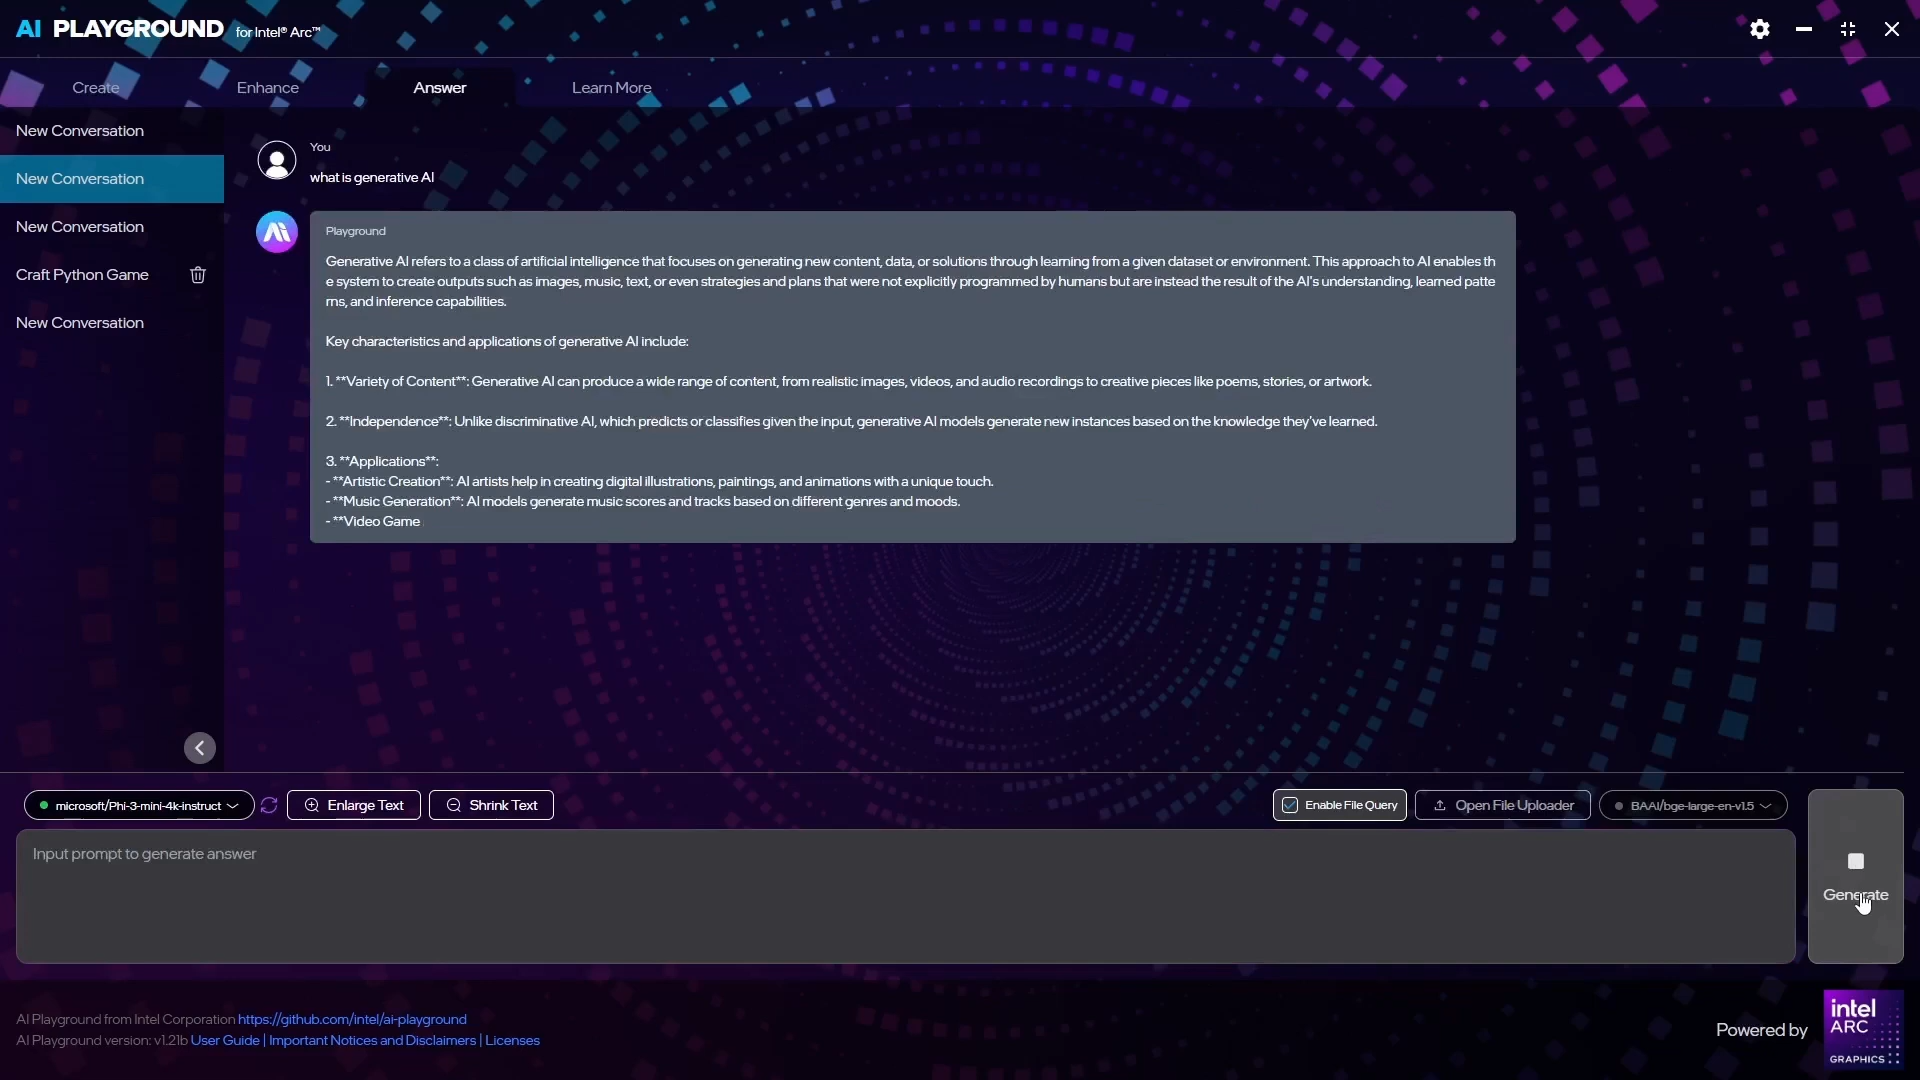 AI PLAYGROUND for Intel® Arc™
Create
Enhance
Answer
Learn More
New Conversation
New Conversation
New Conversation
Craft Python Game
New Conversation
You
what is generative AI
Playground
Generative AI refers to a class of artificial intelligence that focuses on generating new content, data, or solutions through learning from a given dataset or environment. This approach to AI enables th
e system to create outputs such as images, music, text, or even strategies and plans that were not explicitly programmed by humans but are instead the result of the AI's understanding, learned patte
rns, and inference capabilities.
Key characteristics and applications of generative AI include:
1. **Variety of Content**: Generative AI can produce a wide range of content, from realistic images, videos, and audio recordings to creative pieces like poems, stories, or artwork.
2. **Independence**: Unlike discriminative AI, which predicts or classifies given the input, generative AI models generate new instances based on the knowledge they've learned.
3. **Applications**:
- **Artistic Creation**: AI artists help in creating digital illustrations, paintings, and animations with a unique touch.
- **Music Generation**: AI models generate music scores and tracks based on different genres and moods.
- **Video Game
microsoft/Phi-3-mini-4k-instruct
Enlarge Text
Shrink Text
Enable File Query
Open File Uploader
BAAI/bge-large-en-v1.5
Input prompt to generate answer
Generate
AI Playground from Intel Corporation https://github.com/intel/ai-playground
AI Playground version: v1.21b User Guide | Important Notices and Disclaimers | Licenses
Powered by
intel
ARC
GRAPHICS